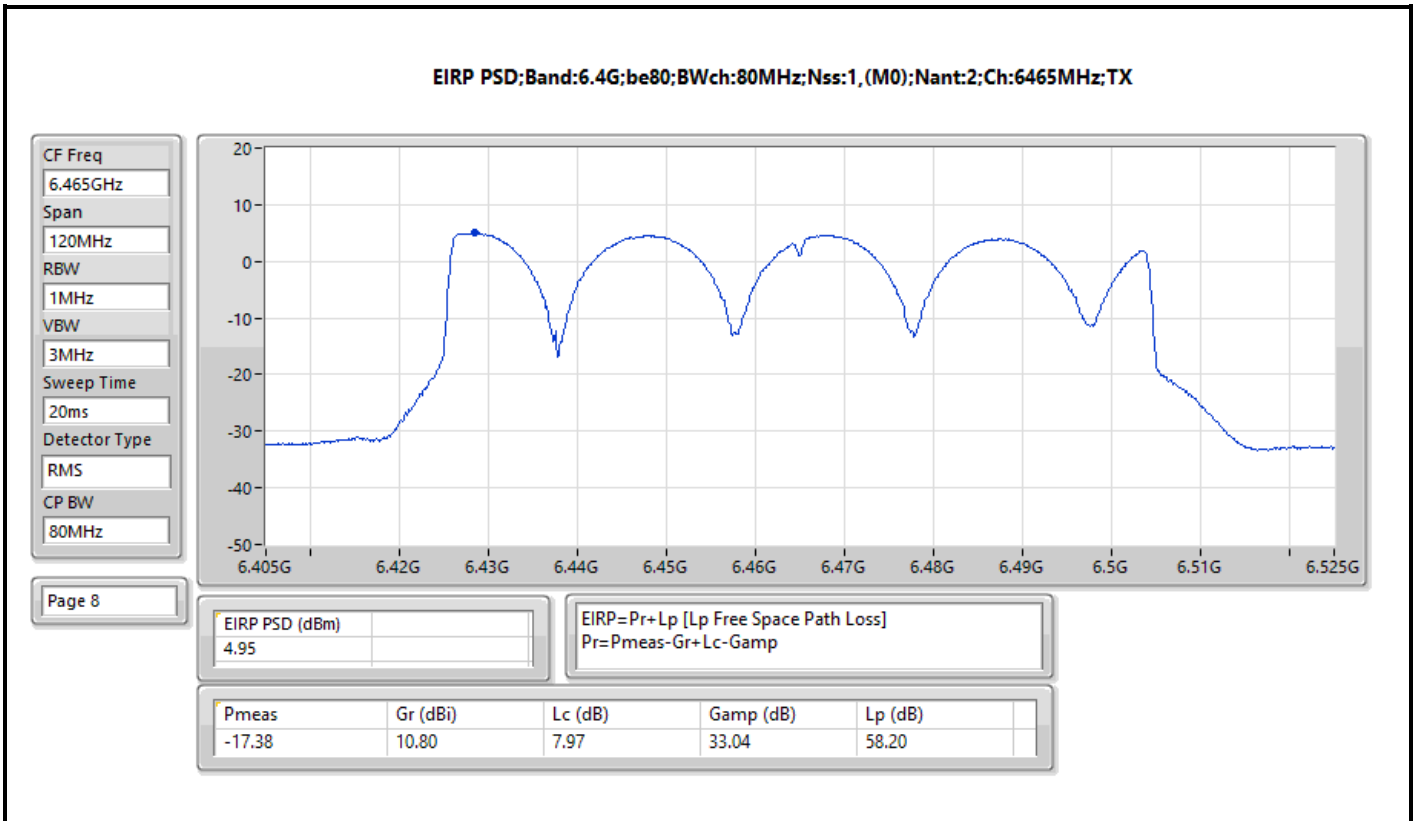 EIRP PSD;Band:6.4G;be80;BWch:80MHz;Nss:1,(M0);Nant:2;Ch:6465MHz;TX
CF Freq
6.465GHz
Span
120MHz
RBW
1MHz
VBW
3MHz
Sweep Time
20ms
Detector Type
RMS
CP BW
80MHz
Page 8
20
10
0
-10
-20
-30
-40
-50
6.405G 6.42G 6.43G 6.44G 6.45G 6.46G 6.47G 6.48G 6.49G 6.5G 6.51G 6.525G
EIRP PSD (dBm)
4.95
EIRP=Pr+Lp [Lp Free Space Path Loss]
Pr=Pmeas-Gr+Lc-Gamp
Pmeas Gr (dBi) Lc (dB) Gamp (dB) Lp (dB)
-17.38 10.80 7.97 33.04 58.20